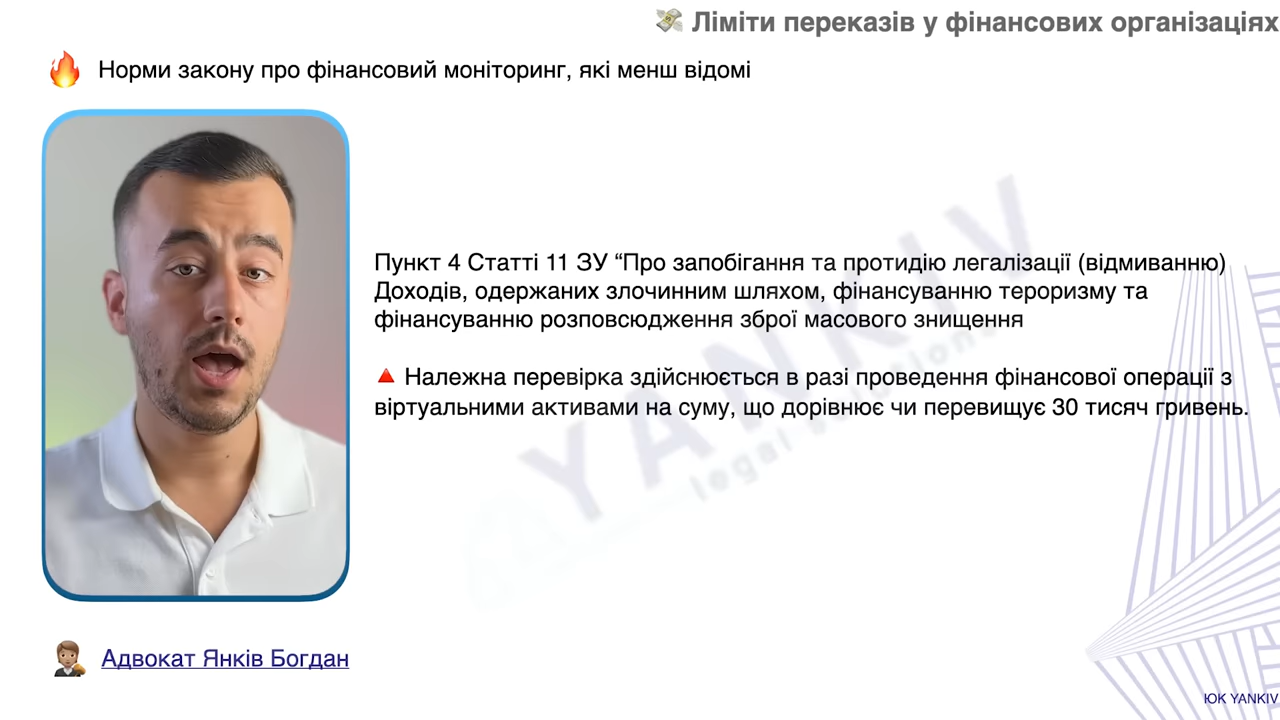 💸 Ліміти переказів у фінансових організаціях
🔥 Норми закону про фінансовий моніторинг, які менш відомі
Пункт 4 Статті 11 ЗУ “Про запобігання та протидію легалізації (відмиванню)
Доходів, одержаних злочинним шляхом, фінансуванню тероризму та
фінансуванню розповсюдження зброї масового знищення
🔺 Належна перевірка здійснюється в разі проведення фінансової операції з
віртуальними активами на суму, що дорівнює чи перевищує 30 тисяч гривень.
YANKIV
Адвокат Янків Богдан
ЮК YANKIV